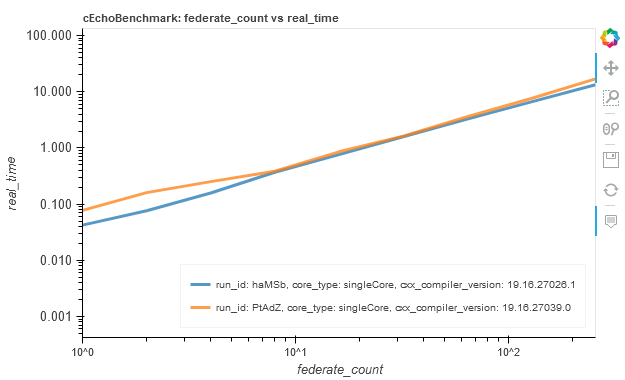 cEchoBenchmark: federate_count vs real_time
100.000
10.000
1.000
0.100
0.010
0.001
real_time
run_id: haMSb, core_type: singleCore, cxx_compiler_version: 19.16.27026.1
run_id: PtAdZ, core_type: singleCore, cxx_compiler_version: 19.16.27039.0
10^0
10^1
10^2
federate_count